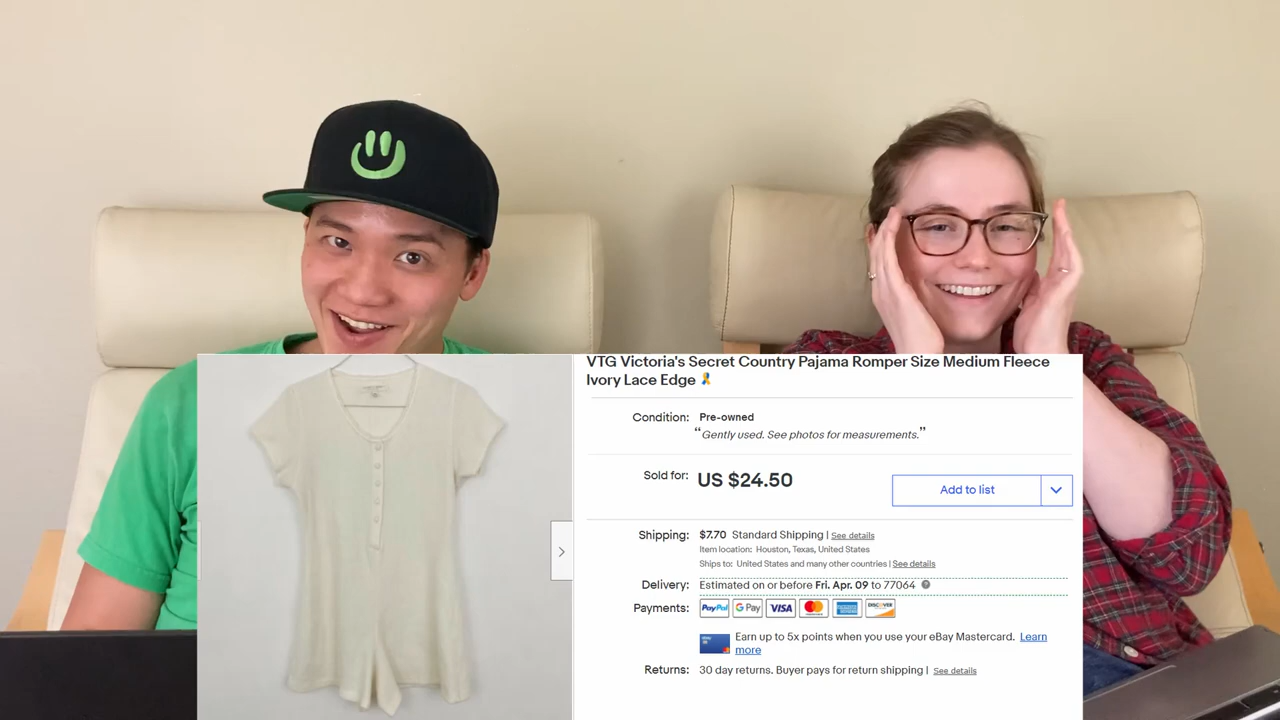 VTG Victoria's Secret Country Pajama Romper Size Medium Fleece
Ivory Lace Edge
Condition: Pre-owned
“Gently used. See photos for measurements.”
Sold for: US $24.50
Add to list
Shipping: $7.70 Standard Shipping | See details
Item location: Houston, Texas, United States
Ships to: United States and many other countries | See details
Delivery: Estimated on or before Fri. Apr. 09 to 77064
Payments: PayPal G Pay VISA DISCOVER
Earn up to 5x points when you use your eBay Mastercard. Learn
more
Returns: 30 day returns. Buyer pays for return shipping | See details